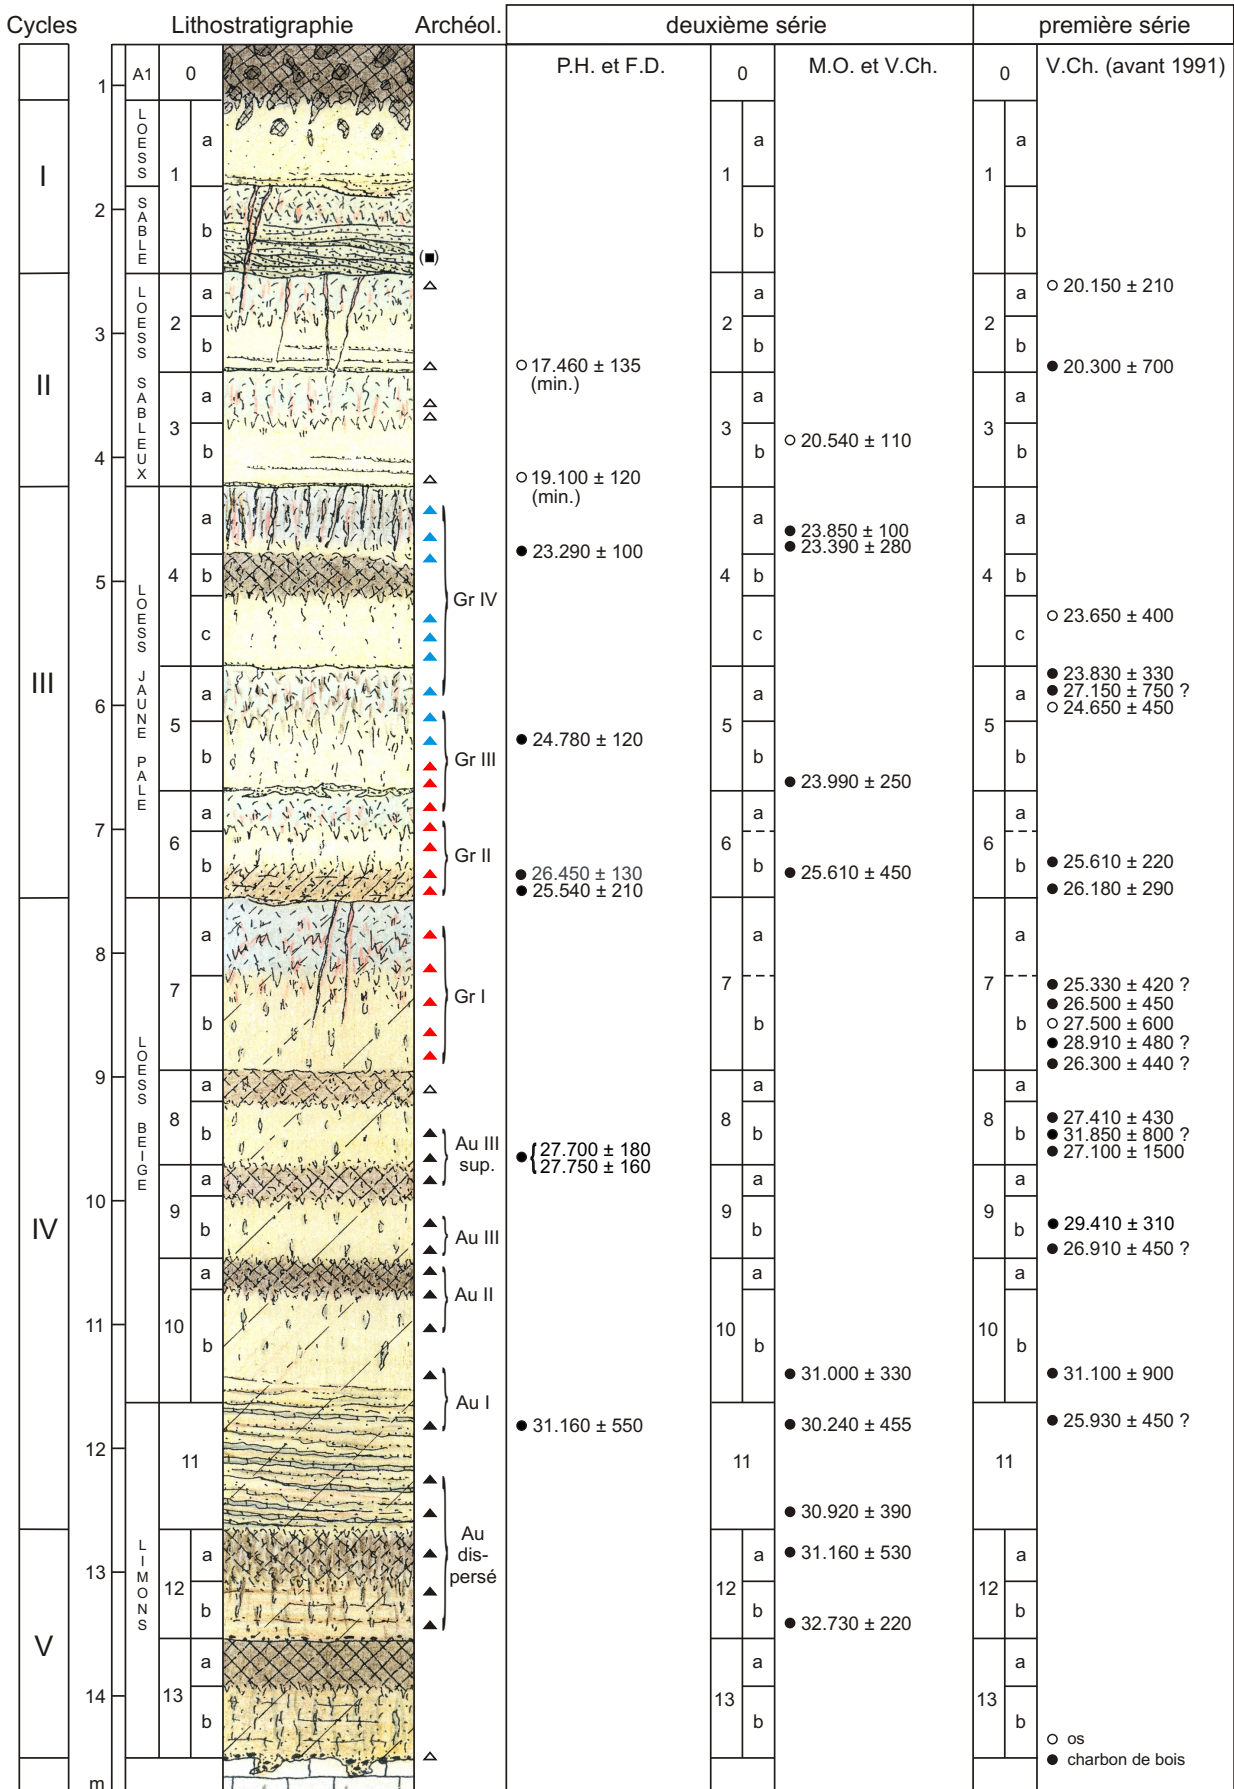 Cycles Lithostratigraphie Archéol. deuxième série première série
P.H. et F.D. M.O. et V.Ch. V.Ch. (avant 1991)
A1 0 0 0
1
LOESS
I
1 a 1 a 1 a
SABLE
2
b b b
(■)
LOESS SABLEUX
II
2 a 2 a 2 a
20.150 ± 210
3
b b b
17.460 ± 135
(min.)
20.300 ± 700
3 a 3 a 3 a
b b b
20.540 ± 110
4
19.100 ± 120
(min.)
LOESS JAUNE PALE
III
4 a 4 a 4 a
23.850 ± 100
23.290 ± 100
23.390 ± 280
5
b b b
Gr IV
23.650 ± 400
c c c
5 a 5 a 5 a
23.830 ± 330
27.150 ± 750 ?
24.650 ± 450
6
b b b
24.780 ± 120
Gr III
23.990 ± 250
6 a 6 a 6 a
7
b b b
Gr II
25.610 ± 220
26.450 ± 130
25.610 ± 450
25.540 ± 210
26.180 ± 290
LOESS BEIGE
IV
7 a 7 a 7 a
8
Gr I
25.330 ± 420 ?
26.500 ± 450
b b b
27.500 ± 600
28.910 ± 480 ?
26.300 ± 440 ?
9
8 a 8 a 8 a
b b b
27.410 ± 430
Au III
sup.
27.700 ± 180
27.750 ± 160
31.850 ± 800 ?
27.100 ± 1500
9 a 9 a 9 a
10
b b b
Au III
29.410 ± 310
26.910 ± 450 ?
10 a 10 a 10 a
Au II
11
b b b
31.000 ± 330
31.100 ± 900
Au I
31.160 ± 550
30.240 ± 455
25.930 ± 450 ?
12
11 11 11
30.920 ± 390
LIMONS
V
Au
dis-
persé
12 a 12 a 12 a
31.160 ± 530
13
b b b
32.730 ± 220
13 a 13 a 13 a
14
b b b
os
charbon de bois
m